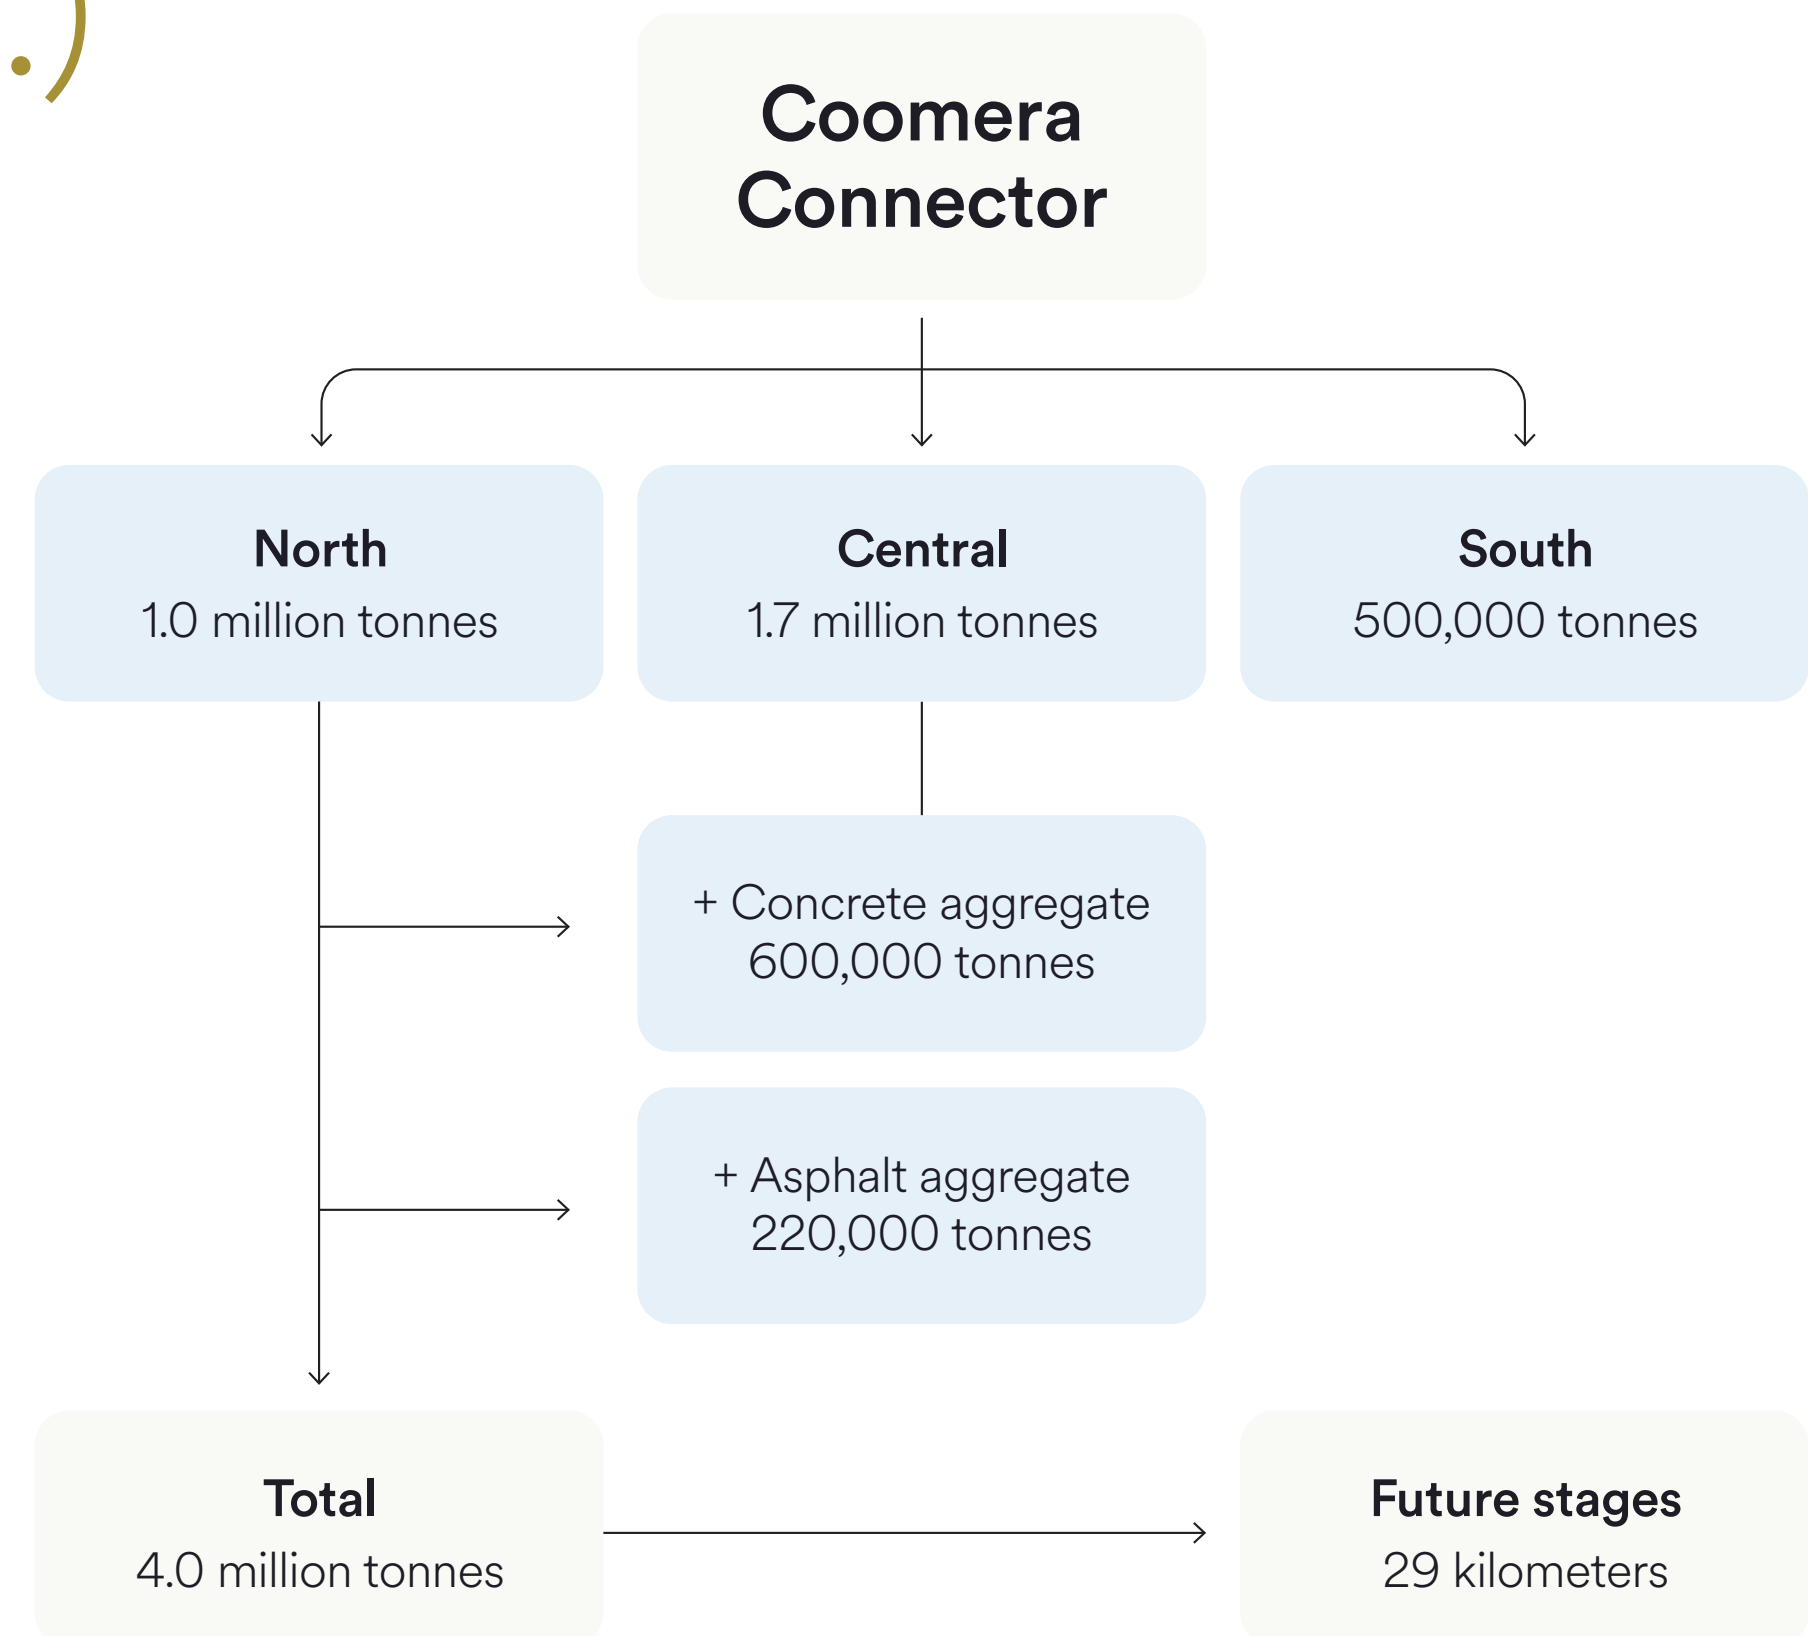 Coomera
Connector
North
1.0 million tonnes
Central
1.7 million tonnes
South
500,000 tonnes
+ Concrete aggregate
600,000 tonnes
+ Asphalt aggregate
220,000 tonnes
Total
4.0 million tonnes
Future stages
29 kilometers